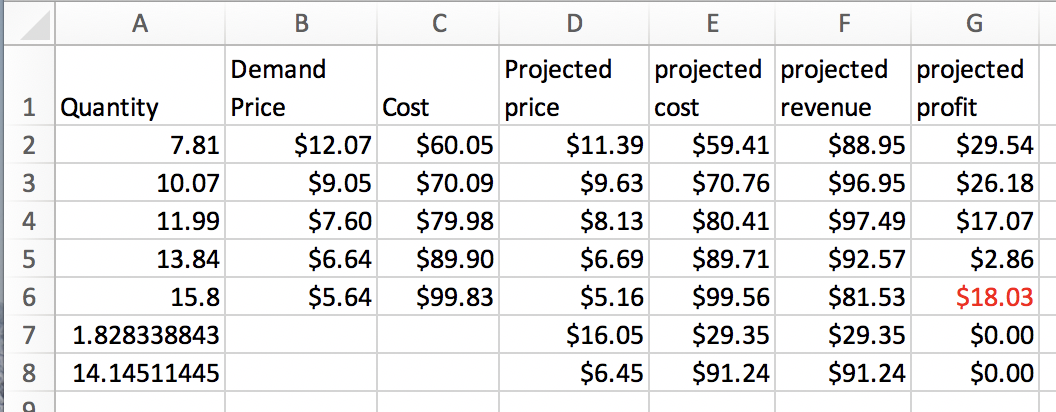 A B C D E F G
1 Quantity Demand Price Cost Projected price projected cost projected revenue projected profit
2 7.81 $12.07 $60.05 $11.39 $59.41 $88.95 $29.54
3 10.07 $9.05 $70.09 $9.63 $70.76 $96.95 $26.18
4 11.99 $7.60 $79.98 $8.13 $80.41 $97.49 $17.07
5 13.84 $6.64 $89.90 $6.69 $89.71 $92.57 $2.86
6 15.8 $5.64 $99.83 $5.16 $99.56 $81.53 $18.03
7 1.828338843 $16.05 $29.35 $29.35 $0.00
8 14.14511445 $6.45 $91.24 $91.24 $0.00